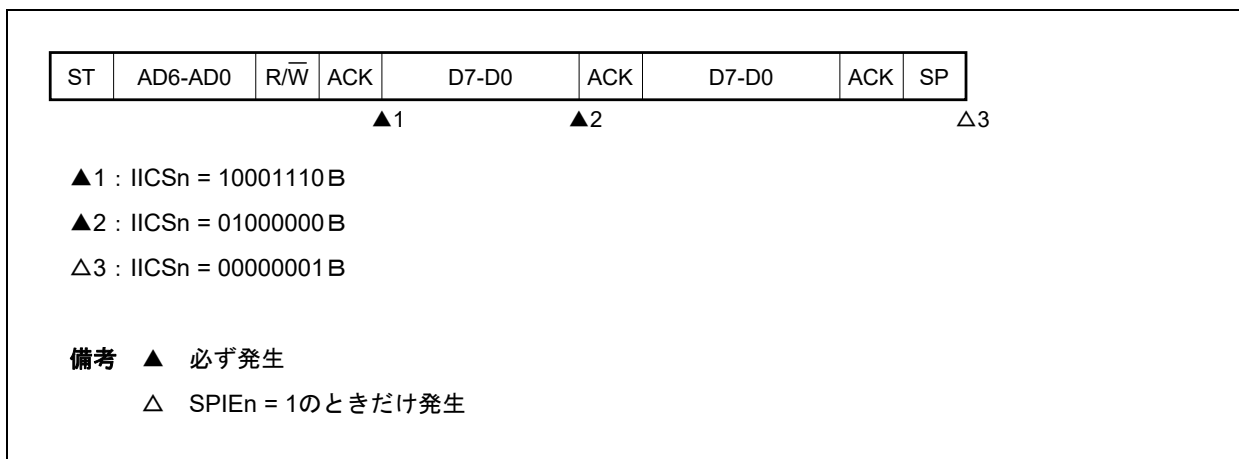 ST AD6-AD0 R/W̅ ACK D7-D0 ACK D7-D0 ACK SP
▲1 ▲2 △3
▲1：IICSn = 10001110B
▲2：IICSn = 01000000B
△3：IICSn = 00000001B
備考 ▲ 必ず発生
△ SPIEn = 1のときだけ発生